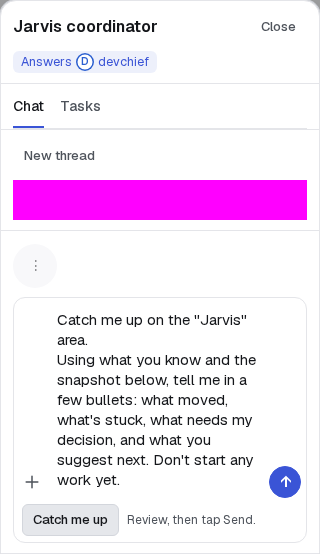 Jarvis coordinator
Close
Answers D devchief
Chat
Tasks
New thread
Catch me up on the "Jarvis"
area.
Using what you know and the
snapshot below, tell me in a
few bullets: what moved,
what's stuck, what needs my
decision, and what you
suggest next. Don't start any
work yet.
Catch me up
Review, then tap Send.